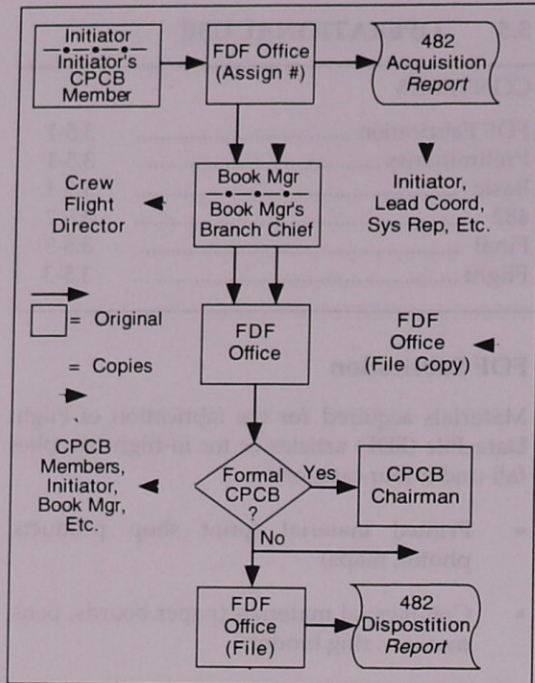 Initiator
Initiator's
CPCB
Member
FDF Office
(Assign #)
482
Acquisition
Report
Crew
Flight
Director
Book Mgr
Book Mgr's
Branch Chief
Initiator,
Lead Coord,
Sys Rep, Etc.
= Original
= Copies
FDF
Office
FDF
Office
(File Copy)
CPCB
Members,
Initiator,
Book Mgr,
Etc.
Formal
CPCB
?
Yes
CPCB
Chairman
No
FDF
Office
(File)
482
Dispostition
Report